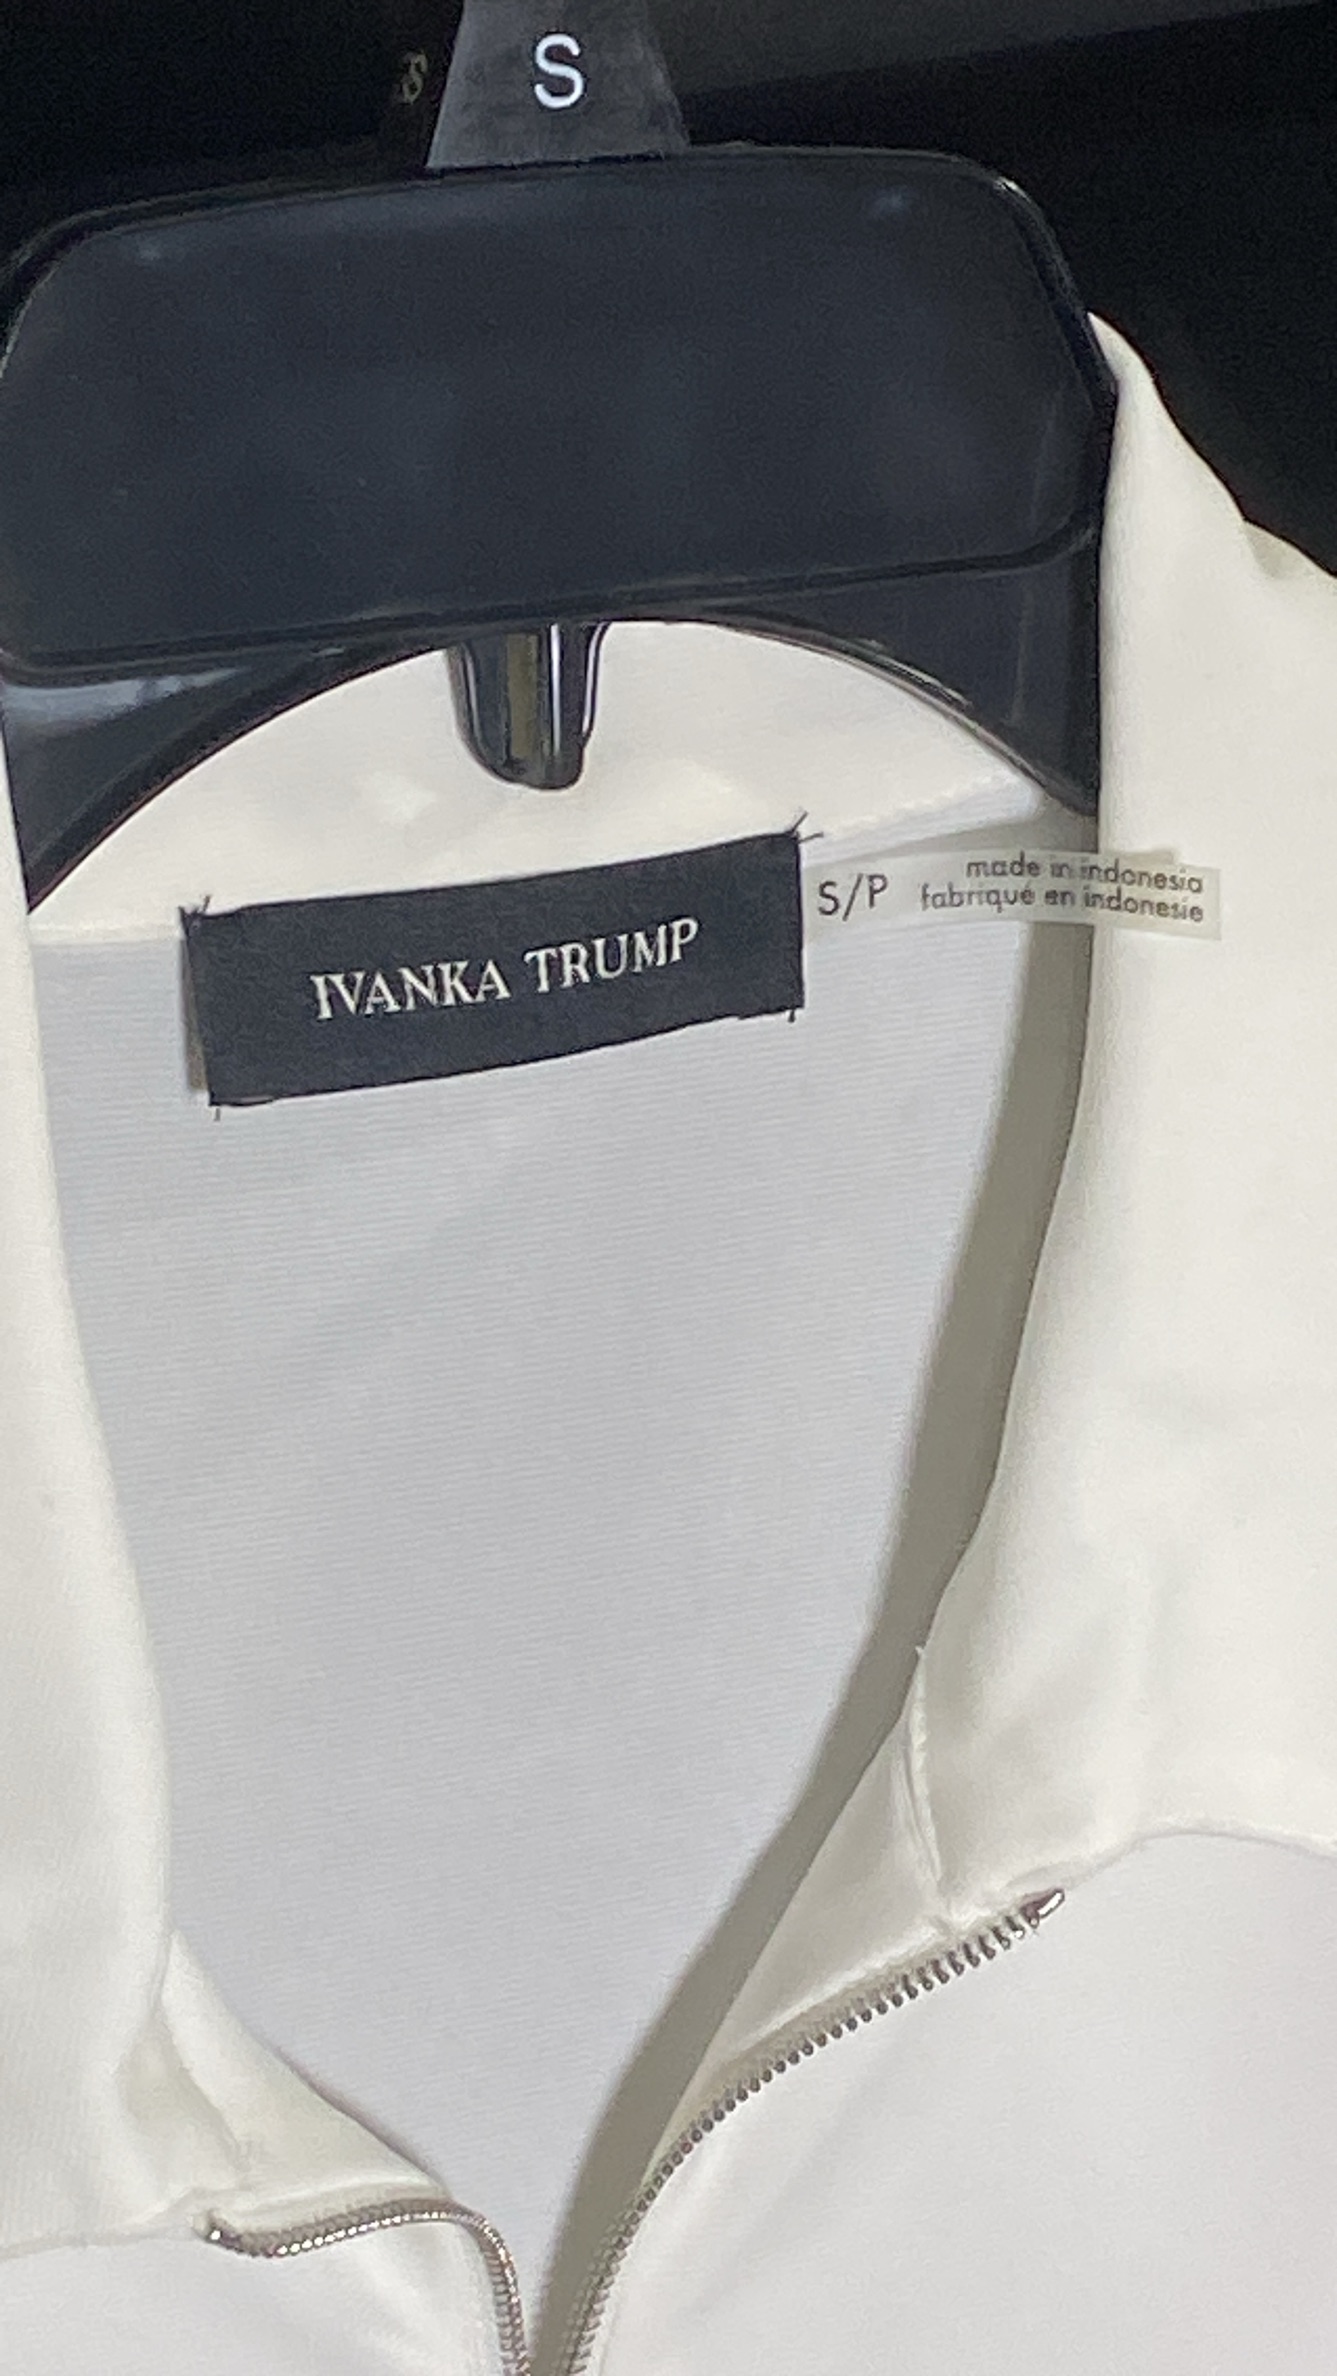 S
S
IVANKA TRUMP
S/P
made in indonesia
fabriqué en indonesie